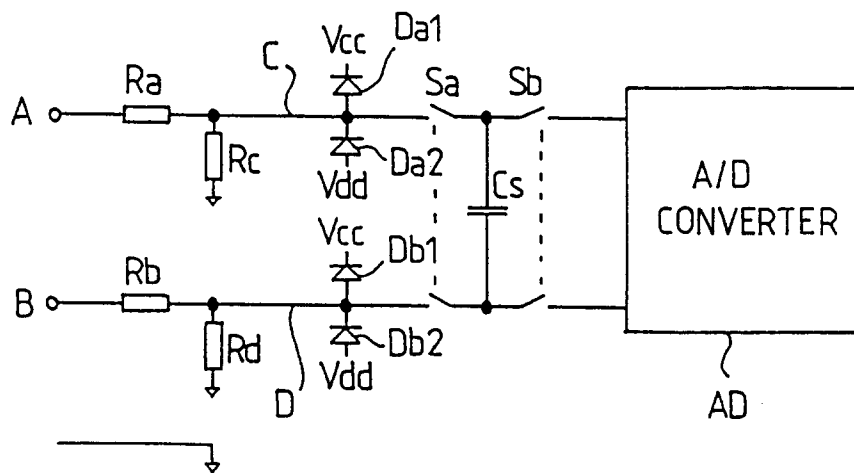 Da1
Vcc
C
Ra
Sa
Sb
A
Rc
Da2
Vdd
Cs
A/D
CONVERTER
Vcc
Db1
Rb
B
Rd
Db2
Vdd
D
AD